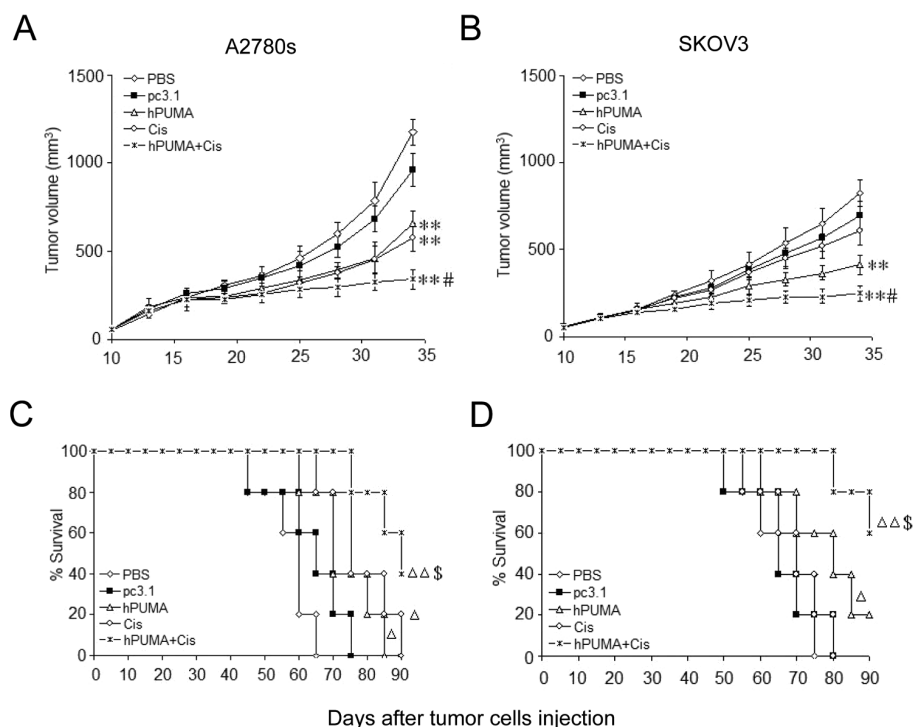 A
A2780s
1500
1000
500
0
Tumor volume (mm³)
PBS
pc3.1
hPUMA
Cis
hPUMA+Cis
**
**
**#
10 15 20 25 30 35
B
SKOV3
1500
1000
500
0
Tumor volume (mm³)
PBS
pc3.1
hPUMA
Cis
hPUMA+Cis
**
**#
10 15 20 25 30 35
C
100
80
60
40
20
0
% Survival
PBS
pc3.1
hPUMA
Cis
hPUMA+Cis
△△$
△
△
0 10 20 30 40 50 60 70 80 90
D
100
80
60
40
20
0
% Survival
PBS
pc3.1
hPUMA
Cis
hPUMA+Cis
△△$
△
0 10 20 30 40 50 60 70 80 90
Days after tumor cells injection